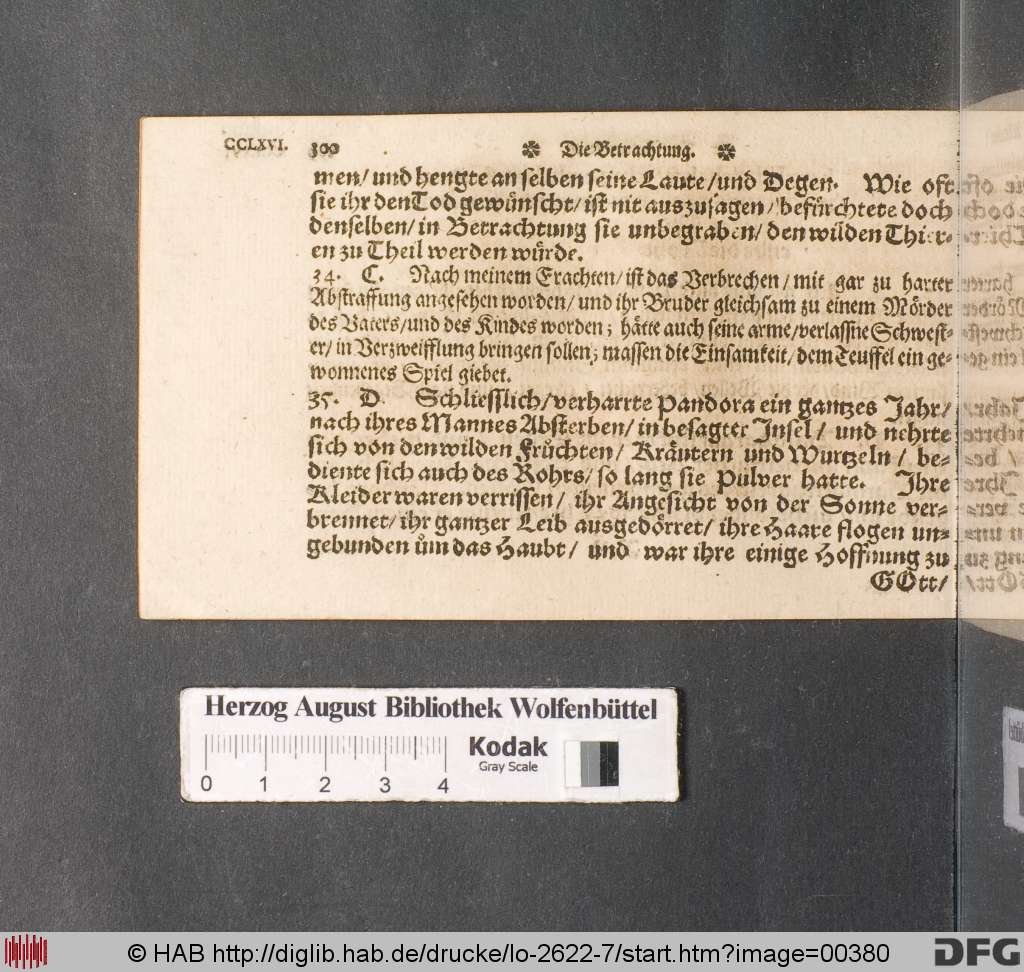 CCLXVI. 300 Die Betrachtung.
men/ und hengte an selben seine Laute/ und Degen. Wie oft
sie ihr den Tod gewünscht/ ist nit auszusagen/ befürchtete doch
denselben/ in Betrachtung sie unbegraben/ den wilden Thier-
en zu Theil werden würde.
34. C. Nach meinem Erachten/ ist das Verbrechen/ mit gar zu harter
Abstraffung angesehen worden/ und ihr Bruder gleichsam zu einem Mörder
des Vaters/ und des Kindes worden; hätte auch seine arme/ verlassne Schwest-
er/ in Verzweifflung bringen sollen; massen die Einsamkeit/ dem Teuffel ein ge-
wonnenes Spiel giebet.
35. D. Schliesslich/ verharrte Pandora ein gantzes Jahr/
nach ihres Mannes Absterben/ in besagter Insel/ und nehrte
sich von den wilden Früchten/ Kräutern und Wurtzeln/ be-
diente sich auch des Rohrs/ so lang sie Pulver hatte. Ihre
Kleider waren verrissen/ ihr Angesicht von der Sonne ver-
brennet/ ihr gantzer Leib ausgedörret/ ihre Haare flogen un-
gebunden üm das Haubt/ und war ihre einige Hoffnung zu
GOtt/
Herzog August Bibliothek Wolfenbüttel
Kodak
Gray Scale
0 1 2 3 4
© HAB http://diglib.hab.de/drucke/lo-2622-7/start.htm?image=00380
DFG